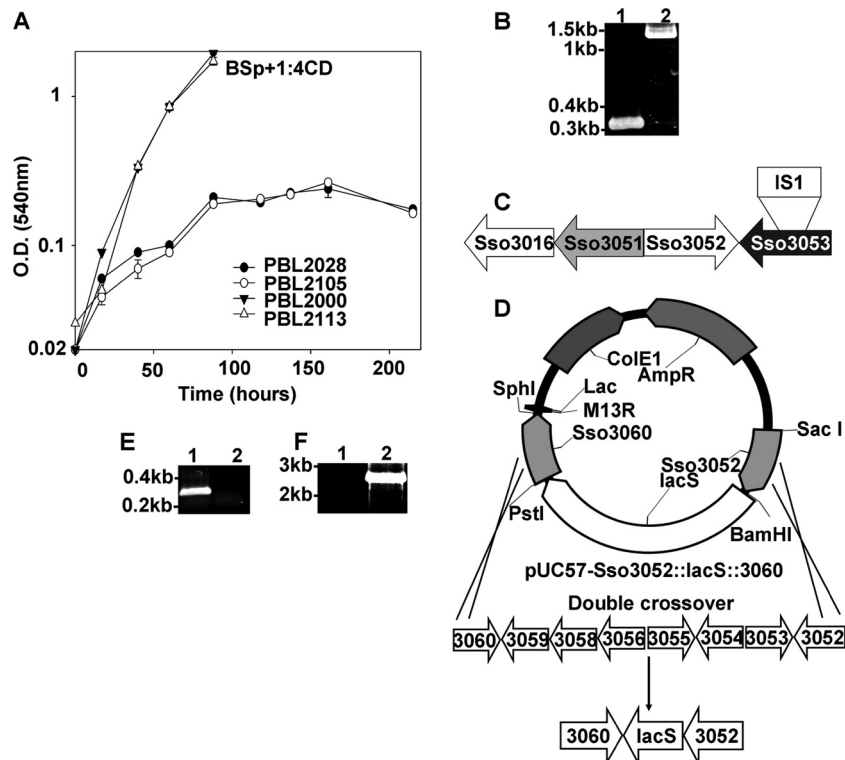 A
BSp+1:4CD
1
0.1
0.02
O.D. (540nm)
PBL2028
PBL2105
PBL2000
PBL2113
0 50 100 150 200
Time (hours)
B
1 2
1.5kb-
1kb-
0.4kb-
0.3kb-
C
IS1
Sso3016 Sso3051 Sso3052 Sso3053
D
ColE1
AmpR
SphI
Lac
M13R
Sso3060
Sac I
Sso3052
lacS
PstI
BamHI
pUC57-Sso3052::lacS::3060
Double crossover
3060 3059 3058 3056 3055 3054 3053 3052
3060 lacS 3052
E
1 2
0.4kb-
0.2kb-
F
1 2
3kb-
2kb-